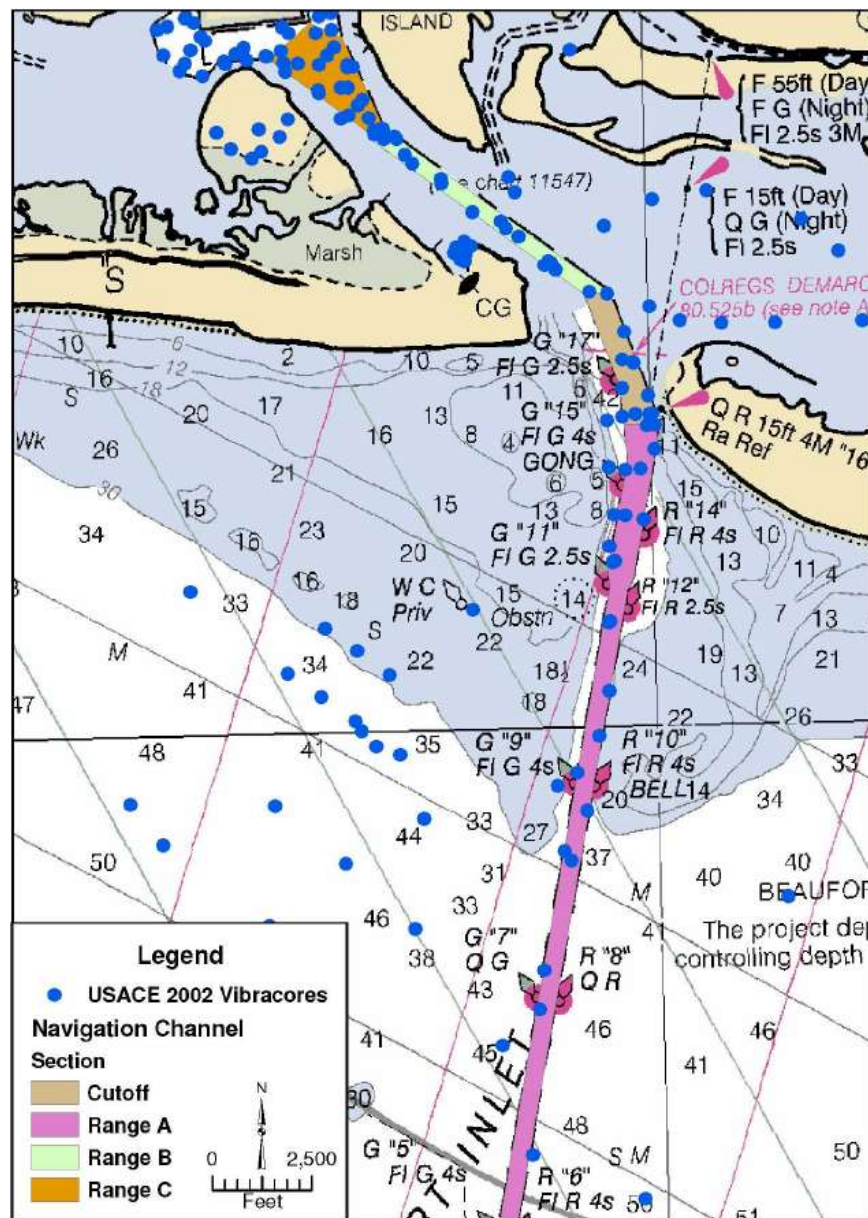 ISLAND
F 55ft (Day
F G (Night)
Fl 2.5s 3M
chart 11547)
F 15ft (Day)
Q G (Night)
Fl 2.5s
Marsh
S
CG
COLREGS DEMARC
80.525b (see note A
G "17"
Fl G 2.5s
10
6
12
16
18
2
10
5
6
42
S
20
17
11
13
G "15"
Fl G 4s
GONG
Q R 15ft 4M "16
Ra Ref
Wk
26
30
16
8
4
11
21
15
6
5
15
34
15
23
13
8
R "14"
Fl R 4s
10
G "11"
Fl G 2.5s
16
20
13
11
4
33
16
18
W C
Priv
15
Obstn
14
R "12"
Fl R 2.5s
7
13
M
S
22
22
34
18½
24
19
13
21
47
41
18
22
26
48
41
35
G "9"
Fl G 4s
R "10"
Fl R 4s
BELL
14
33
20
34
44
33
27
50
31
37
40
40
M
BEAUFOR
46
33
41
The project dep
controlling depth
38
G "7"
Q G
R "8"
Q R
43
46
46
41
45
41
INLET
48
50
S M
G "5"
Fl G 4s
R "6"
Fl R 4s
50
51
Legend
USACE 2002 Vibracores
Navigation Channel
Section
Cutoff
Range A
Range B
Range C
N
0 2,500
Feet